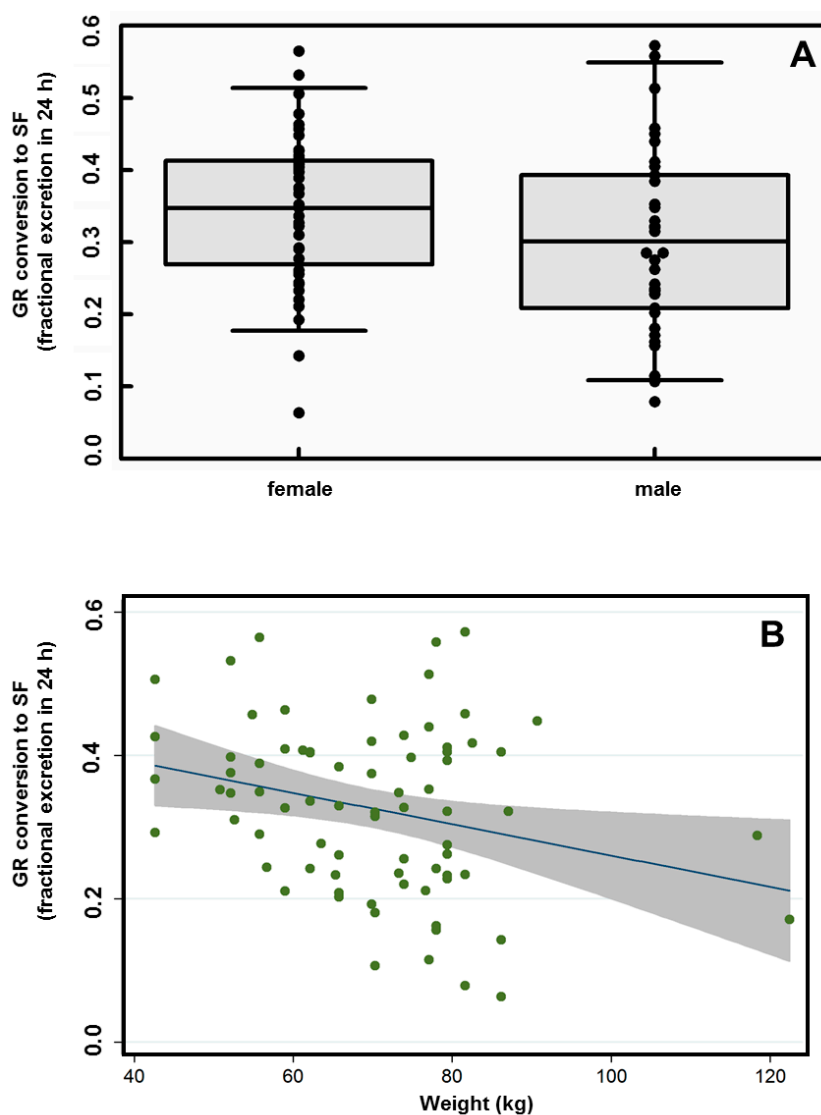 A
GR conversion to SF
(fractional excretion in 24 h)
0.6
0.5
0.4
0.3
0.2
0.1
0.0
female male
B
GR conversion to SF
(fractional excretion in 24 h)
0.6
0.4
0.2
0.0
40 60 80 100 120
Weight (kg)